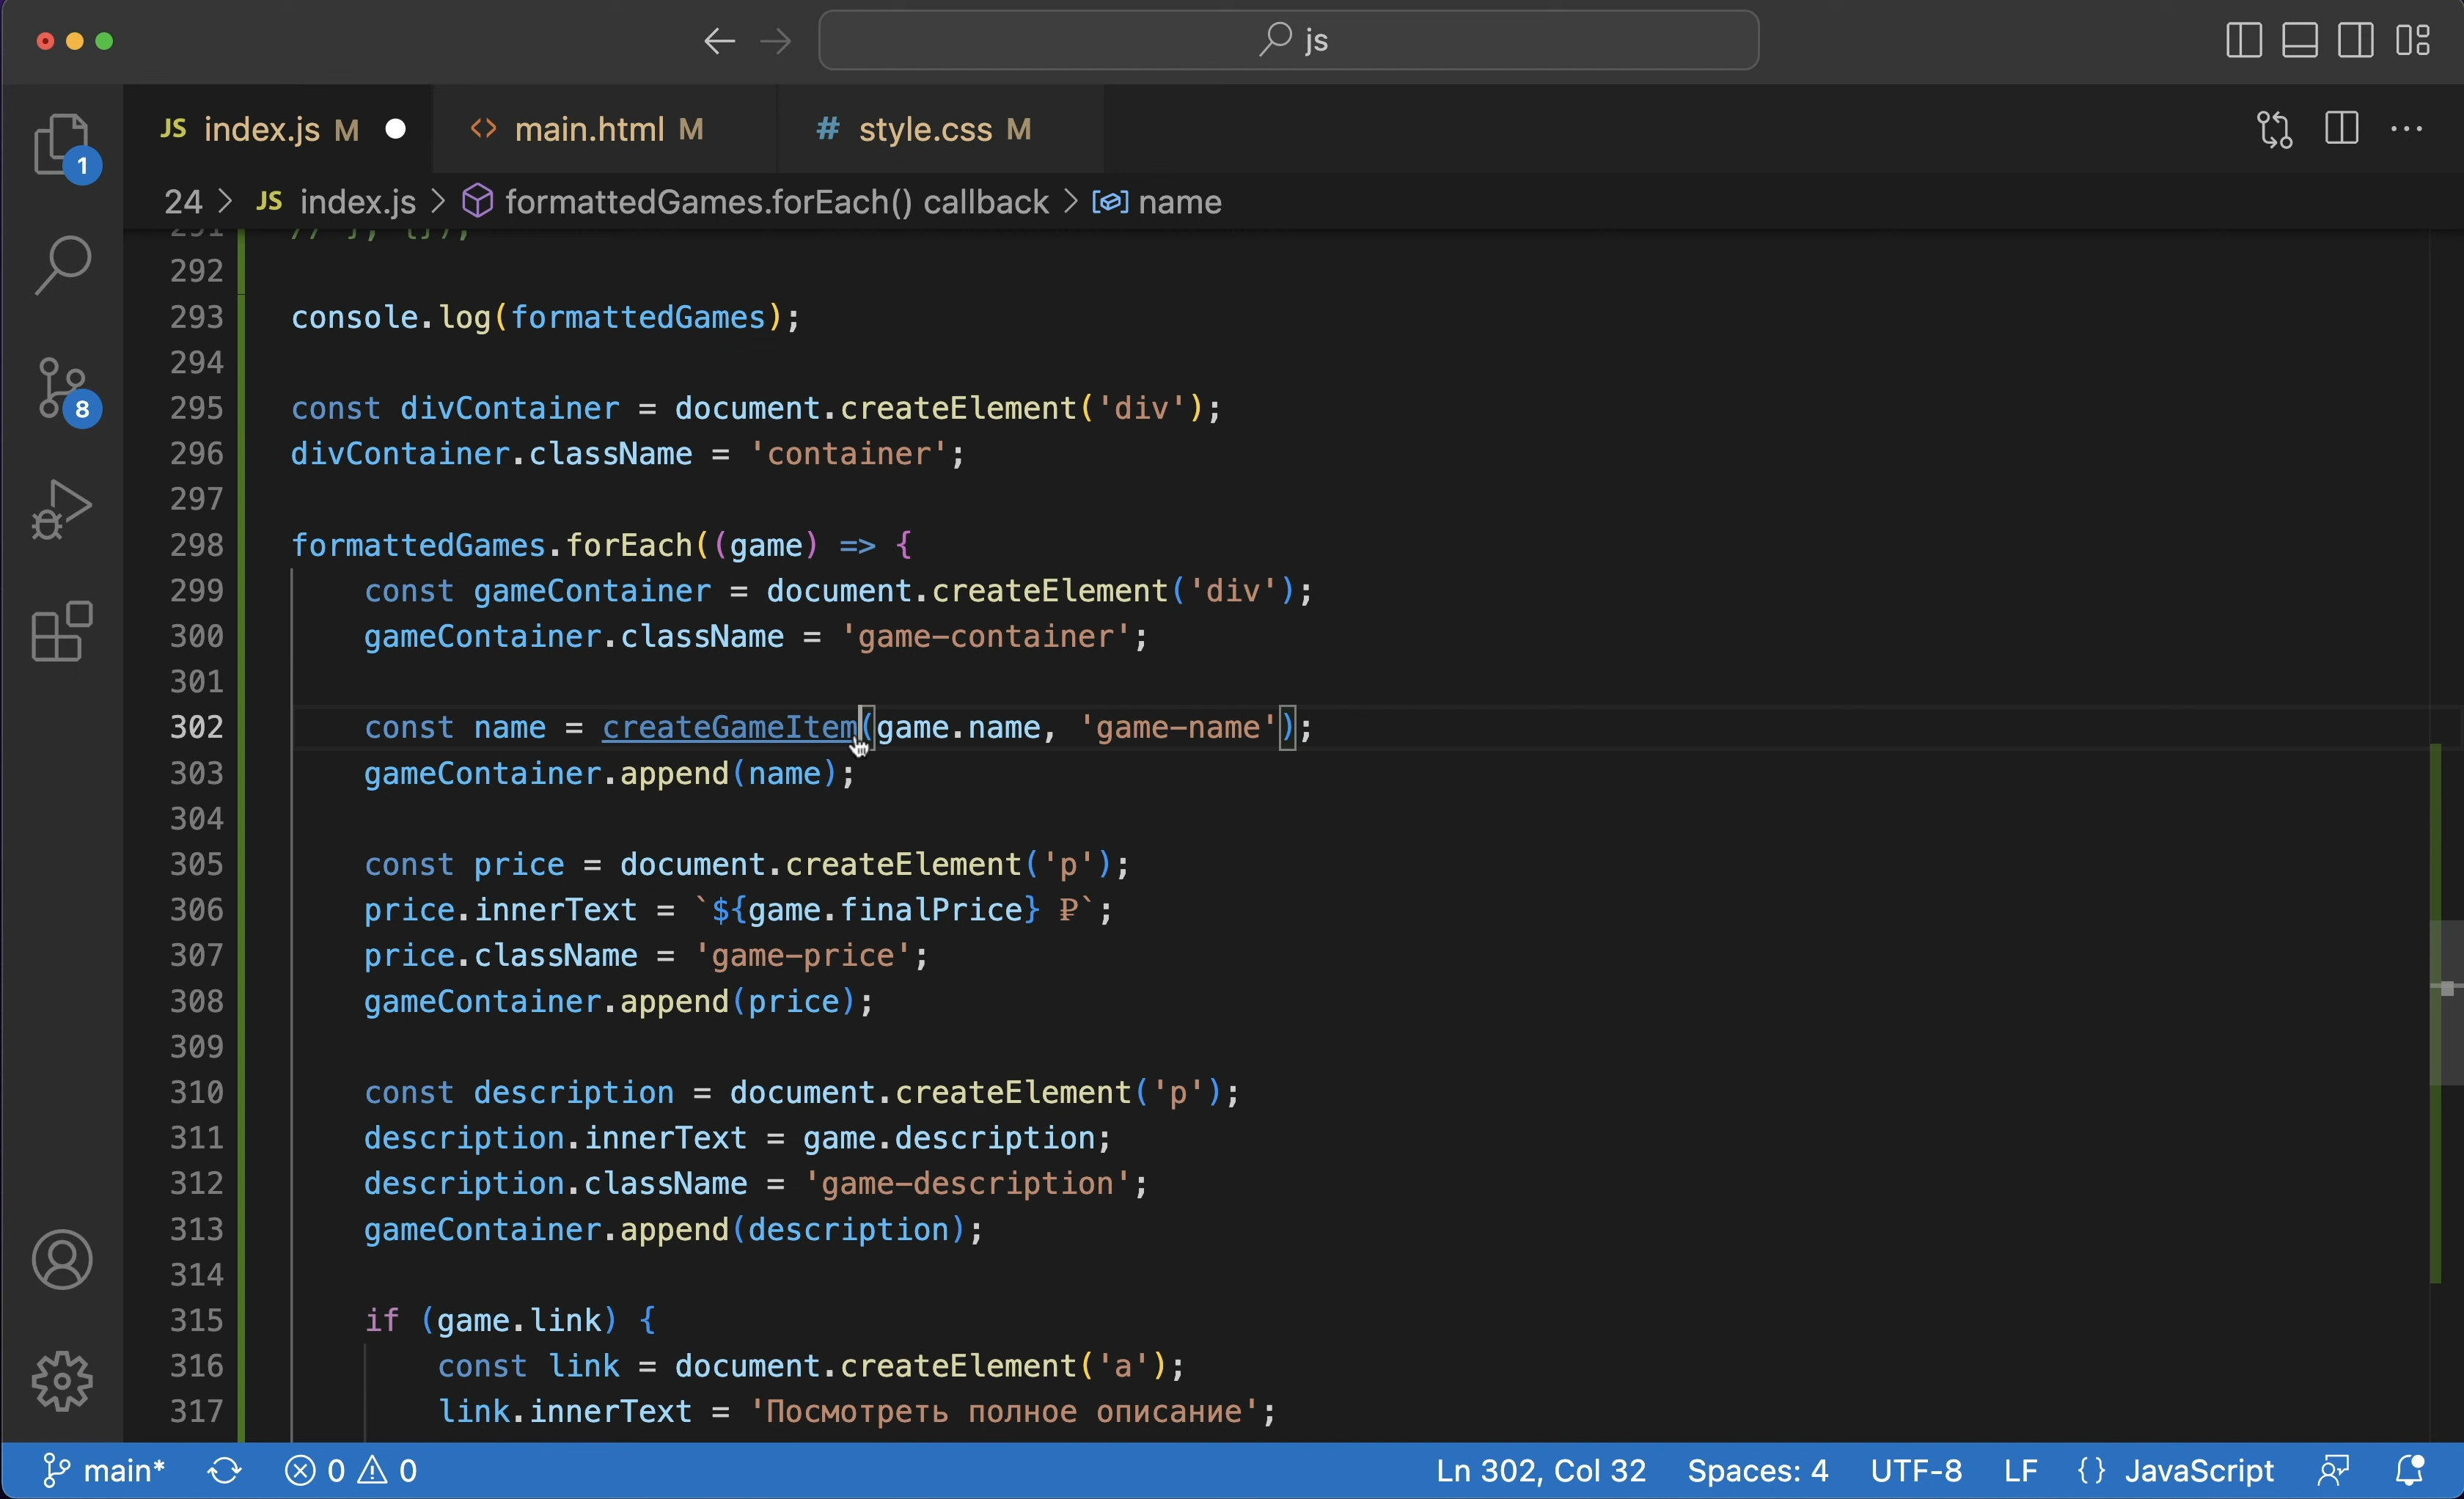 js
JS index.js M
<> main.html M
# style.css M
1
24 > JS index.js > formattedGames.forEach() callback > name
291 // }, {});
292
293 console.log(formattedGames);
294
295 const divContainer = document.createElement('div');
296 divContainer.className = 'container';
297
298 formattedGames.forEach((game) => {
299 const gameContainer = document.createElement('div');
300 gameContainer.className = 'game-container';
301
302 const name = createGameItem(game.name, 'game-name');
303 gameContainer.append(name);
304
305 const price = document.createElement('p');
306 price.innerText = `${game.finalPrice} ₽`;
307 price.className = 'game-price';
308 gameContainer.append(price);
309
310 const description = document.createElement('p');
311 description.innerText = game.description;
312 description.className = 'game-description';
313 gameContainer.append(description);
314
315 if (game.link) {
316 const link = document.createElement('a');
317 link.innerText = 'Посмотреть полное описание';
8
main* 0 0 Ln 302, Col 32 Spaces: 4 UTF-8 LF {} JavaScript